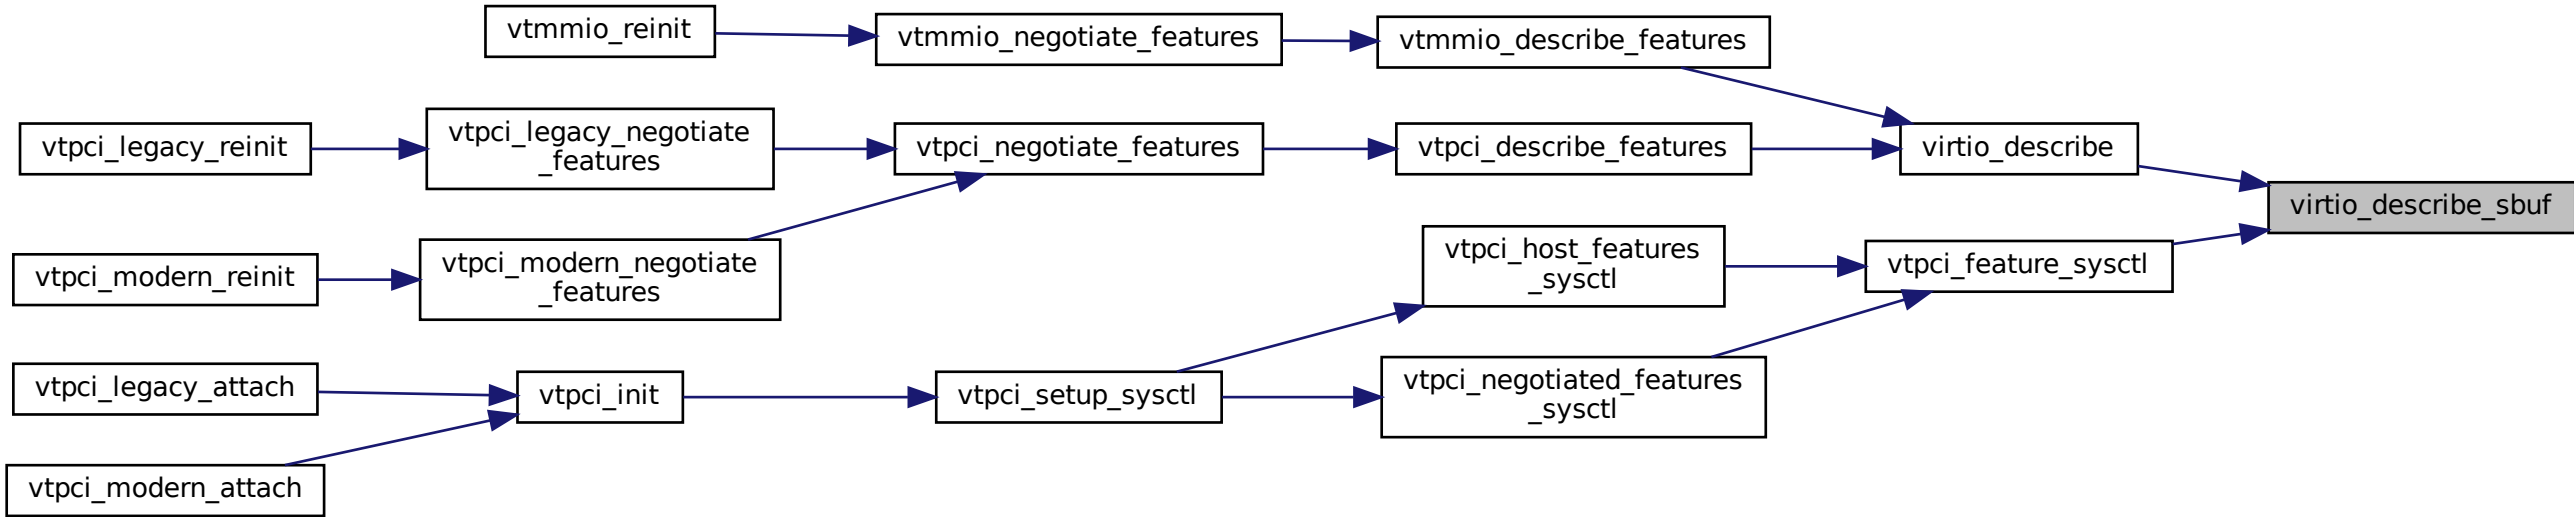 vtmmio_reinit
vtmmio_negotiate_features
vtmmio_describe_features
vtpci_legacy_reinit
vtpci_legacy_negotiate
_features
vtpci_negotiate_features
vtpci_describe_features
virtio_describe
virtio_describe_sbuf
vtpci_modern_reinit
vtpci_modern_negotiate
_features
vtpci_host_features
_sysctl
vtpci_feature_sysctl
vtpci_legacy_attach
vtpci_init
vtpci_setup_sysctl
vtpci_negotiated_features
_sysctl
vtpci_modern_attach